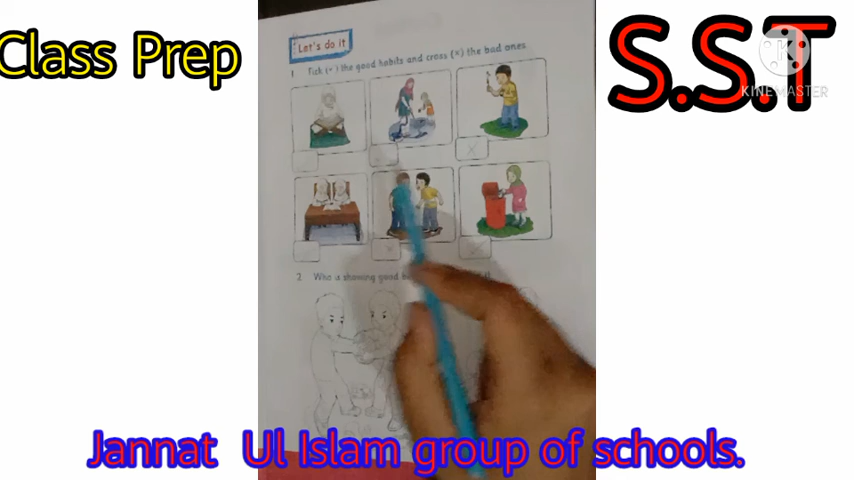 Class Prep
S.S.T
KINEMASTER
Let's do it
1 Tick (✓) the good habits and cross (×) the bad ones.
2 Who is showing good
Jannat Ul Islam group of schools.